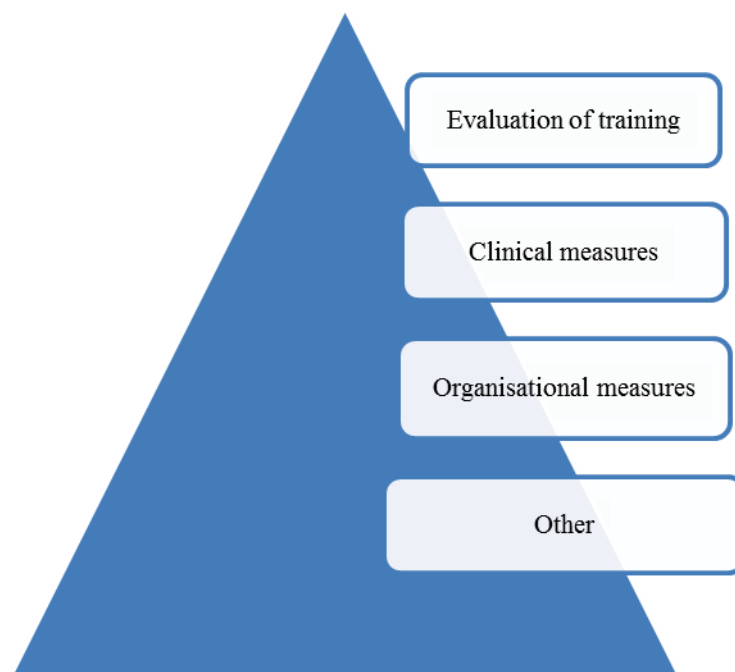 Evaluation of training
Clinical measures
Organisational measures
Other